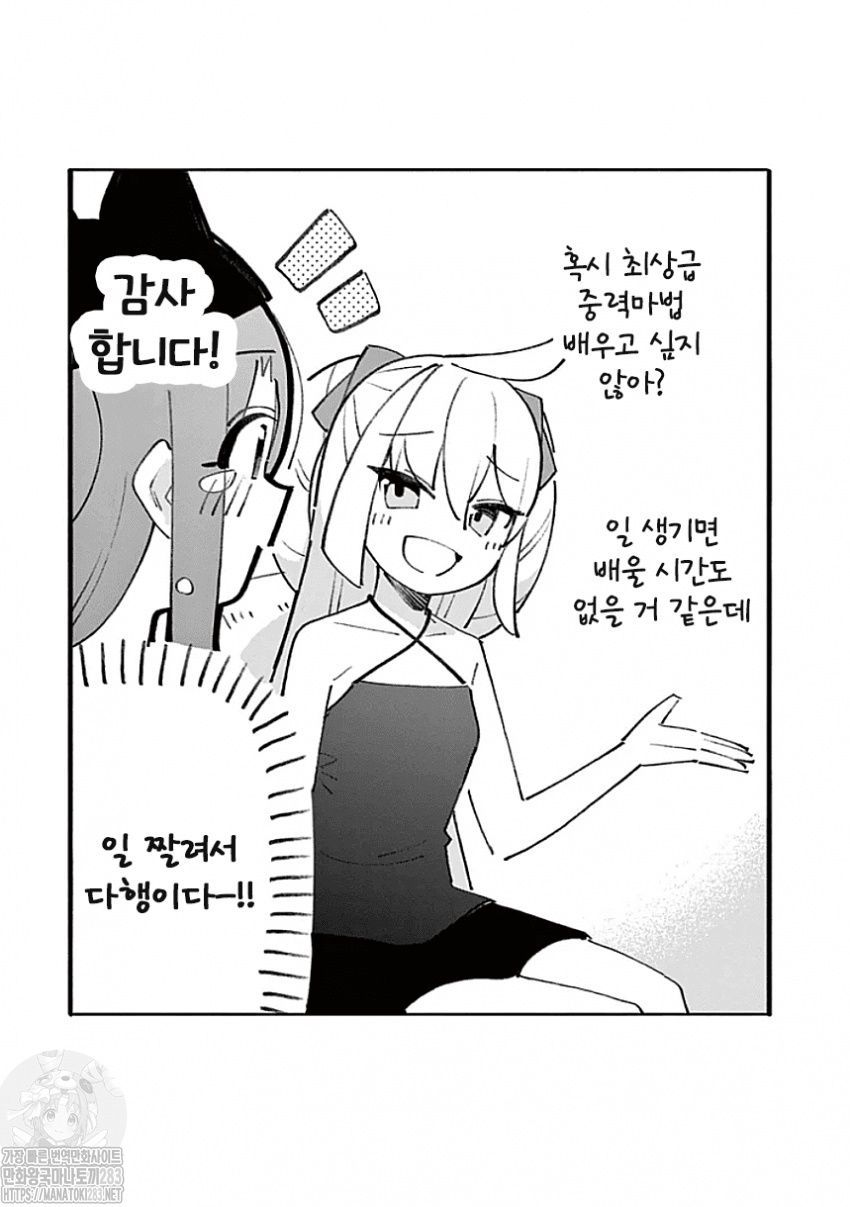 혹시 최상급
중력마법
배우고 싶지
않아?
일 생기면
배울 시간도
없을 거 같은데
감사
합니다!
일 짤려서
다행이다-!!
가장 빠른 번역만화사이트
만화왕국마나토끼283
HTTPS://MANATOKI283.NET